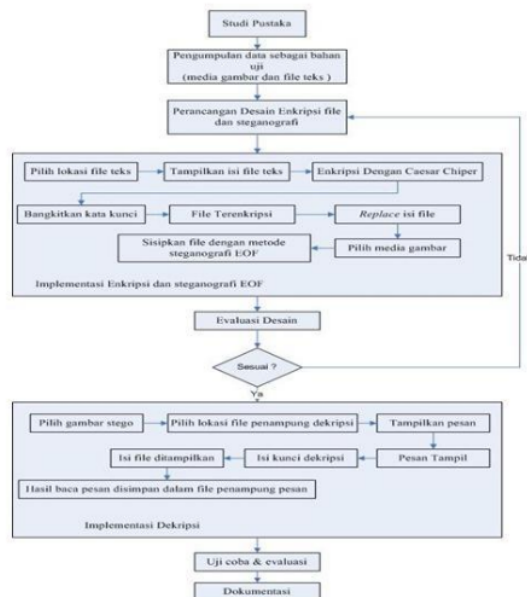 Studi Pustaka
Pengumpulan data sebagai bahan
uji
(media gambar dan file teks )
Perancangan Desain Enkripsi file
dan steganografi
Pilih lokasi file teks
Tampilkan isi file teks
Enkripsi Dengan Caesar Chiper
Bangkitkan kata kunci
File Terenkripsi
Replace isi file
Sisipkan file dengan metode
steganografi EOF
Pilih media gambar
Implementasi Enkripsi dan steganografi EOF
Tidak
Evaluasi Desain
Sesuai ?
Ya
Pilih gambar stego
Pilih lokasi file penampung dekripsi
Tampilkan pesan
Isi file ditampilkan
Isi kunci dekripsi
Pesan Tampil
Hasil baca pesan disimpan dalam file penampung pesan
Implementasi Dekripsi
Uji coba & evaluasi
Dokumentasi